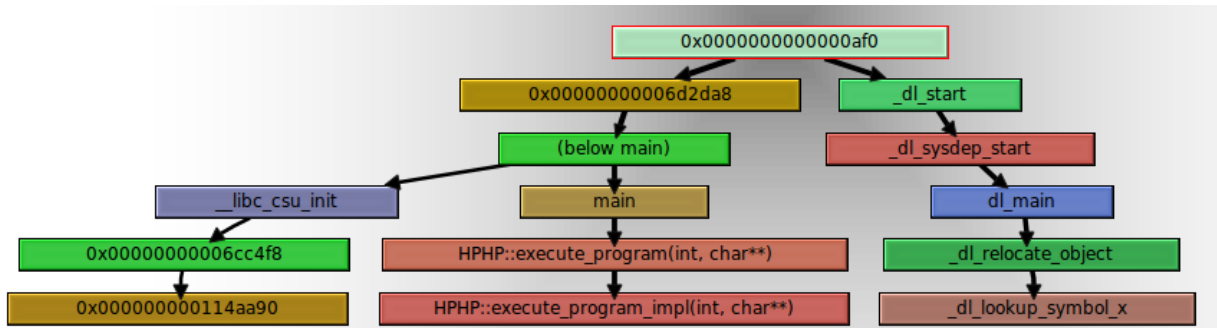 0x0000000000000af0
0x00000000006d2da8
_dl_start
(below main)
_dl_sysdep_start
__libc_csu_init
main
dl_main
0x00000000006cc4f8
HPHP::execute_program(int, char**)
_dl_relocate_object
0x000000000114aa90
HPHP::execute_program_impl(int, char**)
_dl_lookup_symbol_x